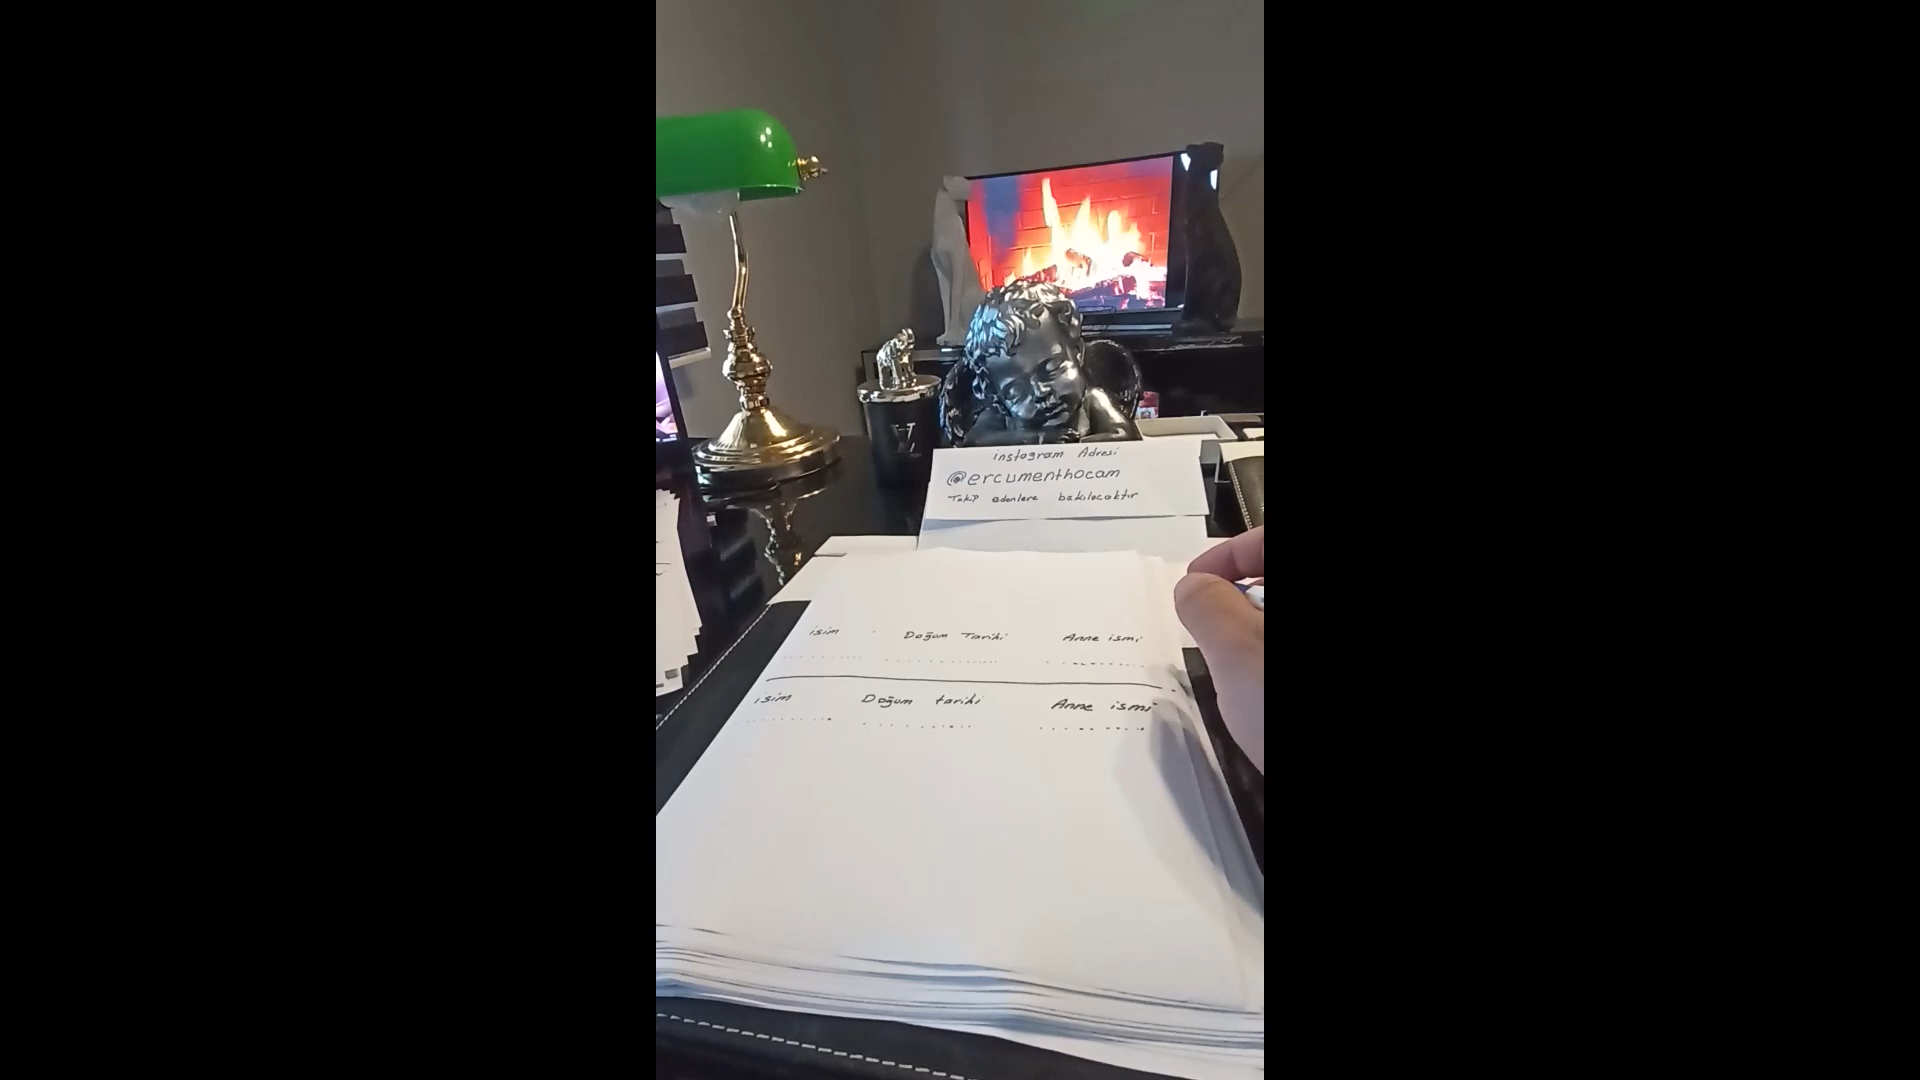 instagram Adresi
@ercumenthocam
Takip edenlere bakılacaktır
isim Doğum Tarihi Anne ismi
isim Doğum tarihi Anne ismi